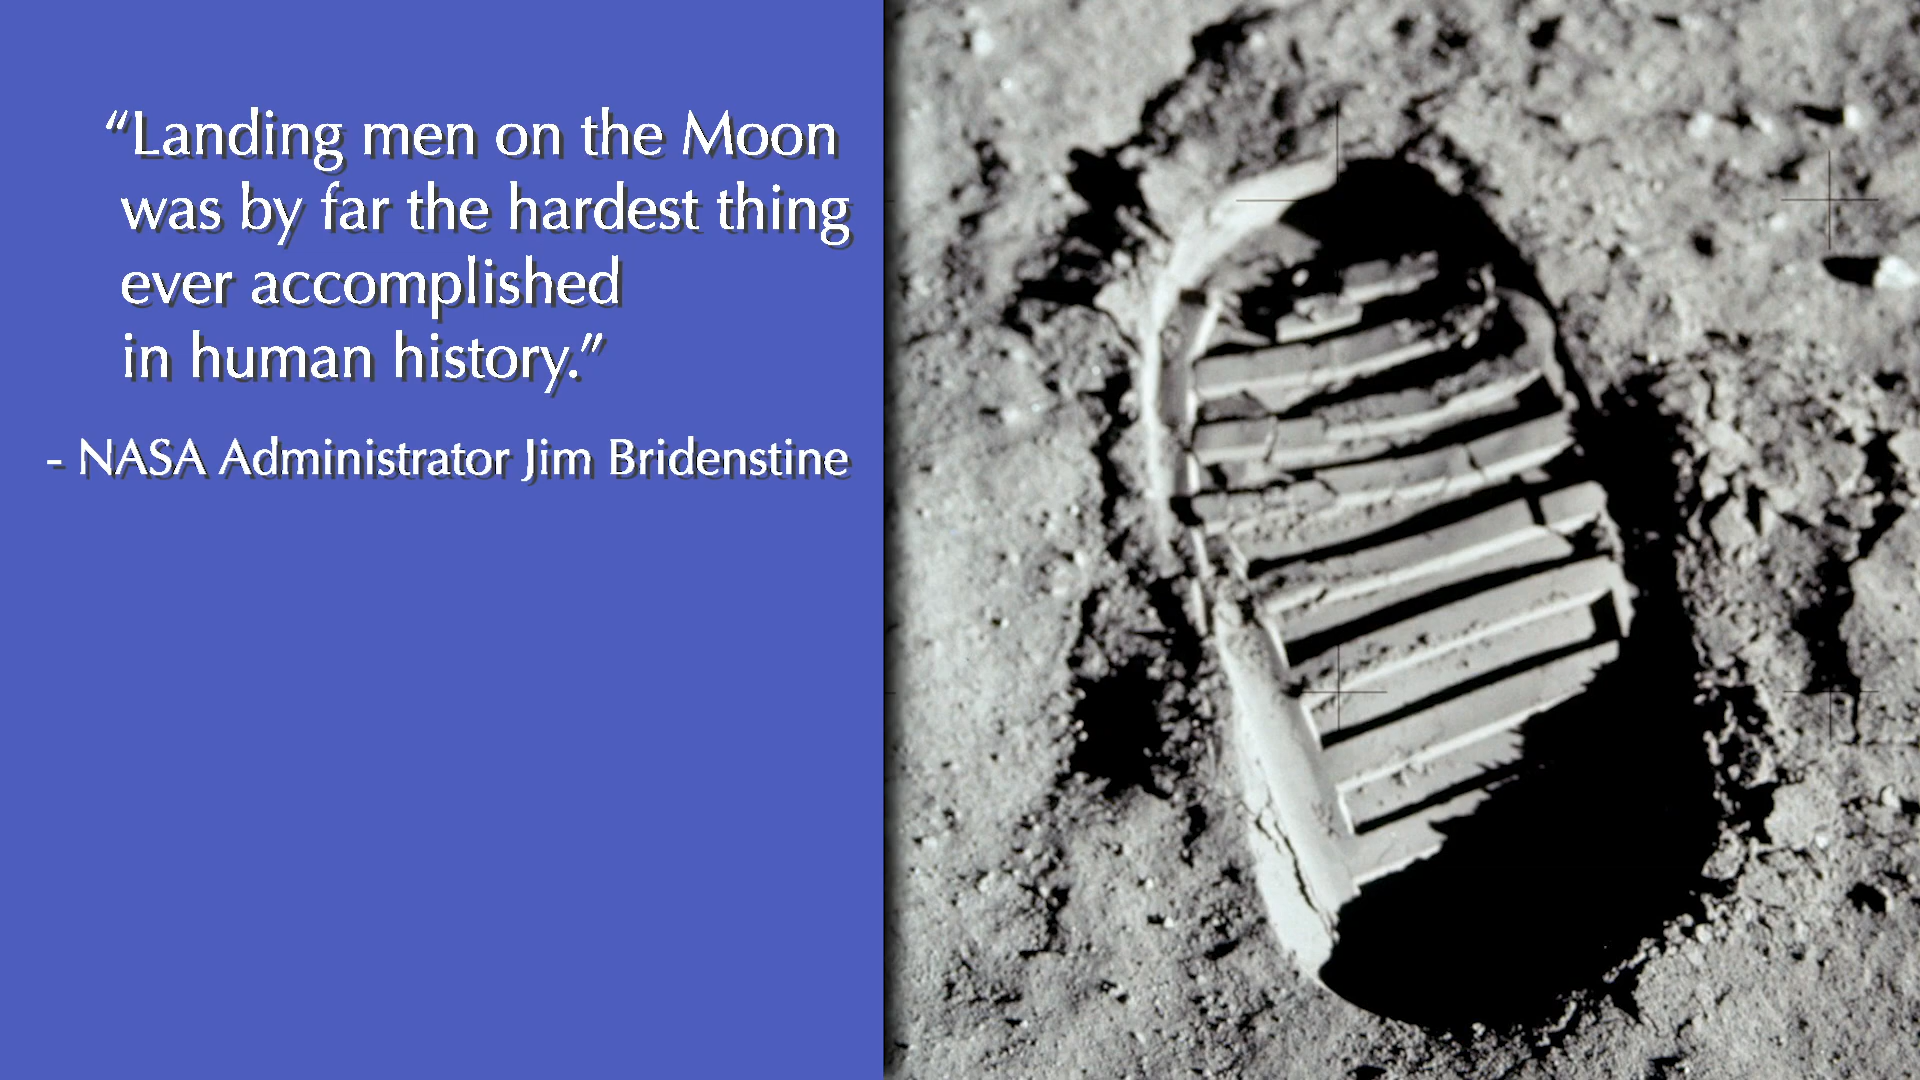 “Landing men on the Moon
was by far the hardest thing
ever accomplished
in human history.”
- NASA Administrator Jim Bridenstine